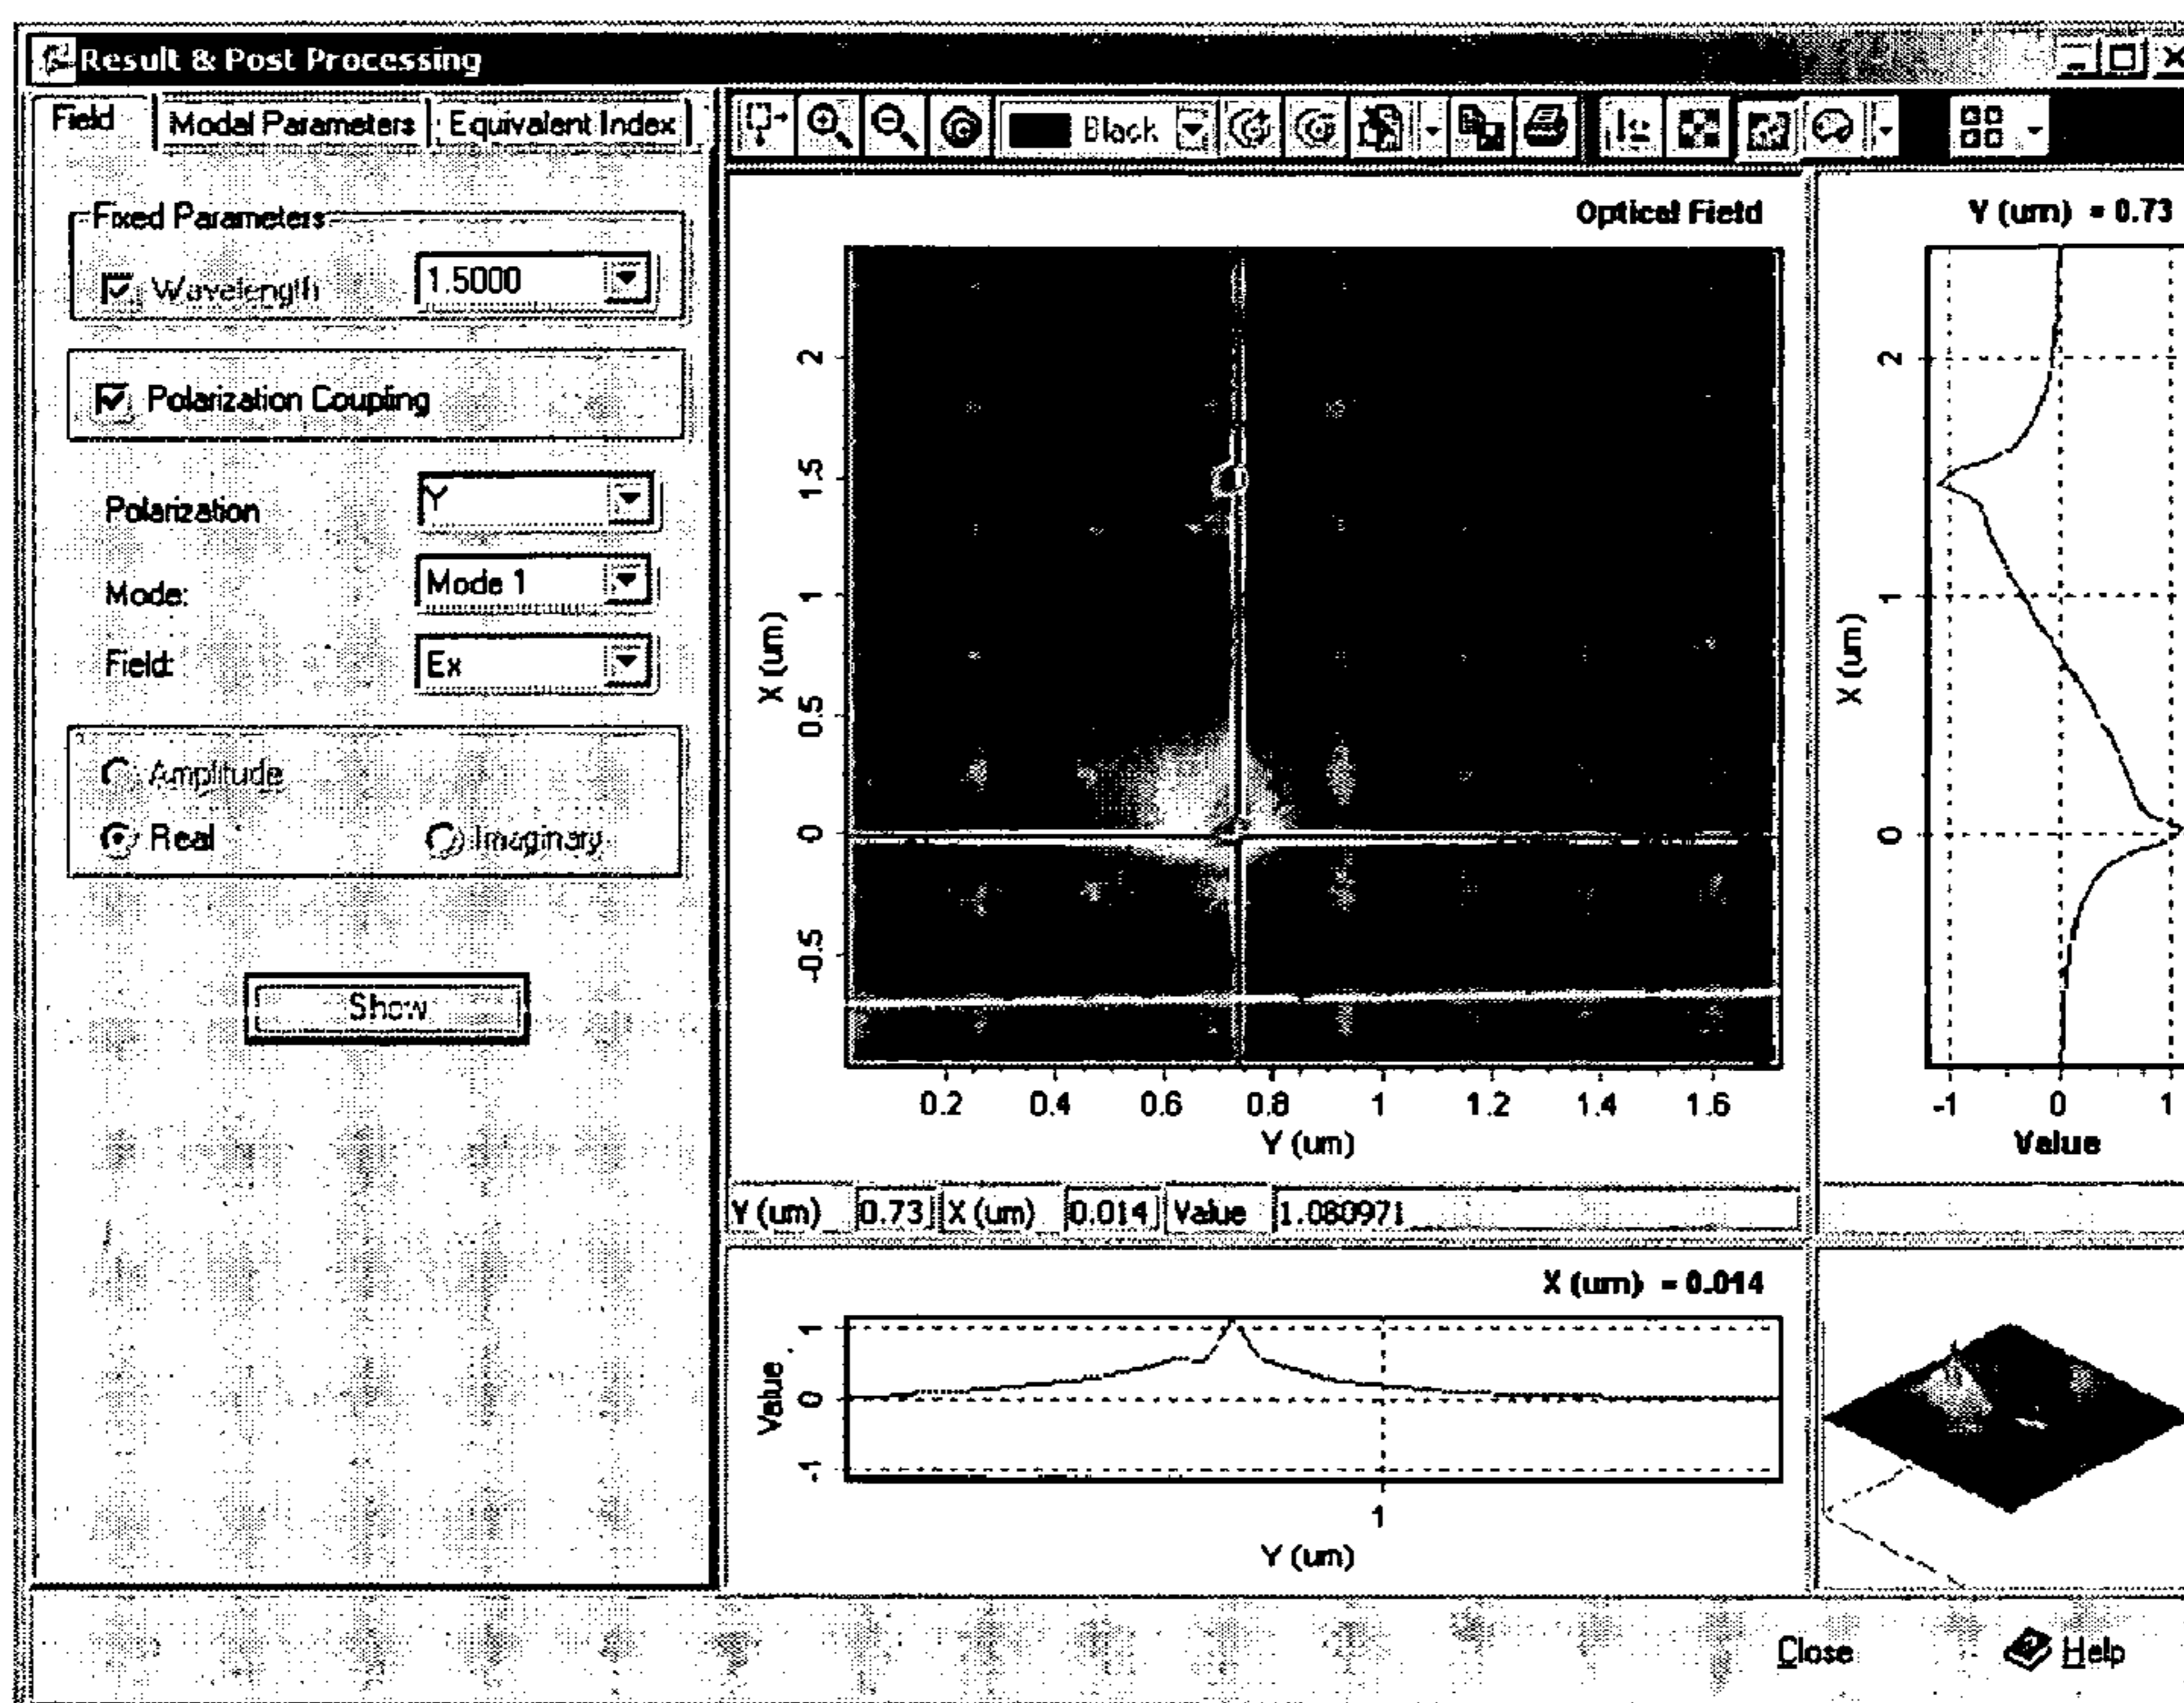 Result & Post Processing
Field
Modal Parameters
Equivalent Index
Black
Fixed Parameters
Wavelength
1.5000
Polarization Coupling
Polarization
Y
Mode:
Mode 1
Field:
Ex
Amplitude
Real
Imaginary
Show
Optical Field
2
1.5
1
0.5
0
-0.5
X (um)
0.2 0.4 0.6 0.8 1 1.2 1.4 1.6
Y (um)
Y (um) 0.73 X (um) 0.014 Value 1.080971
Y (um) = 0.73
2
1
0
X (um)
-1 0 1
Value
X (um) = 0.014
1
0
-1
Value
1
Y (um)
Close
Help